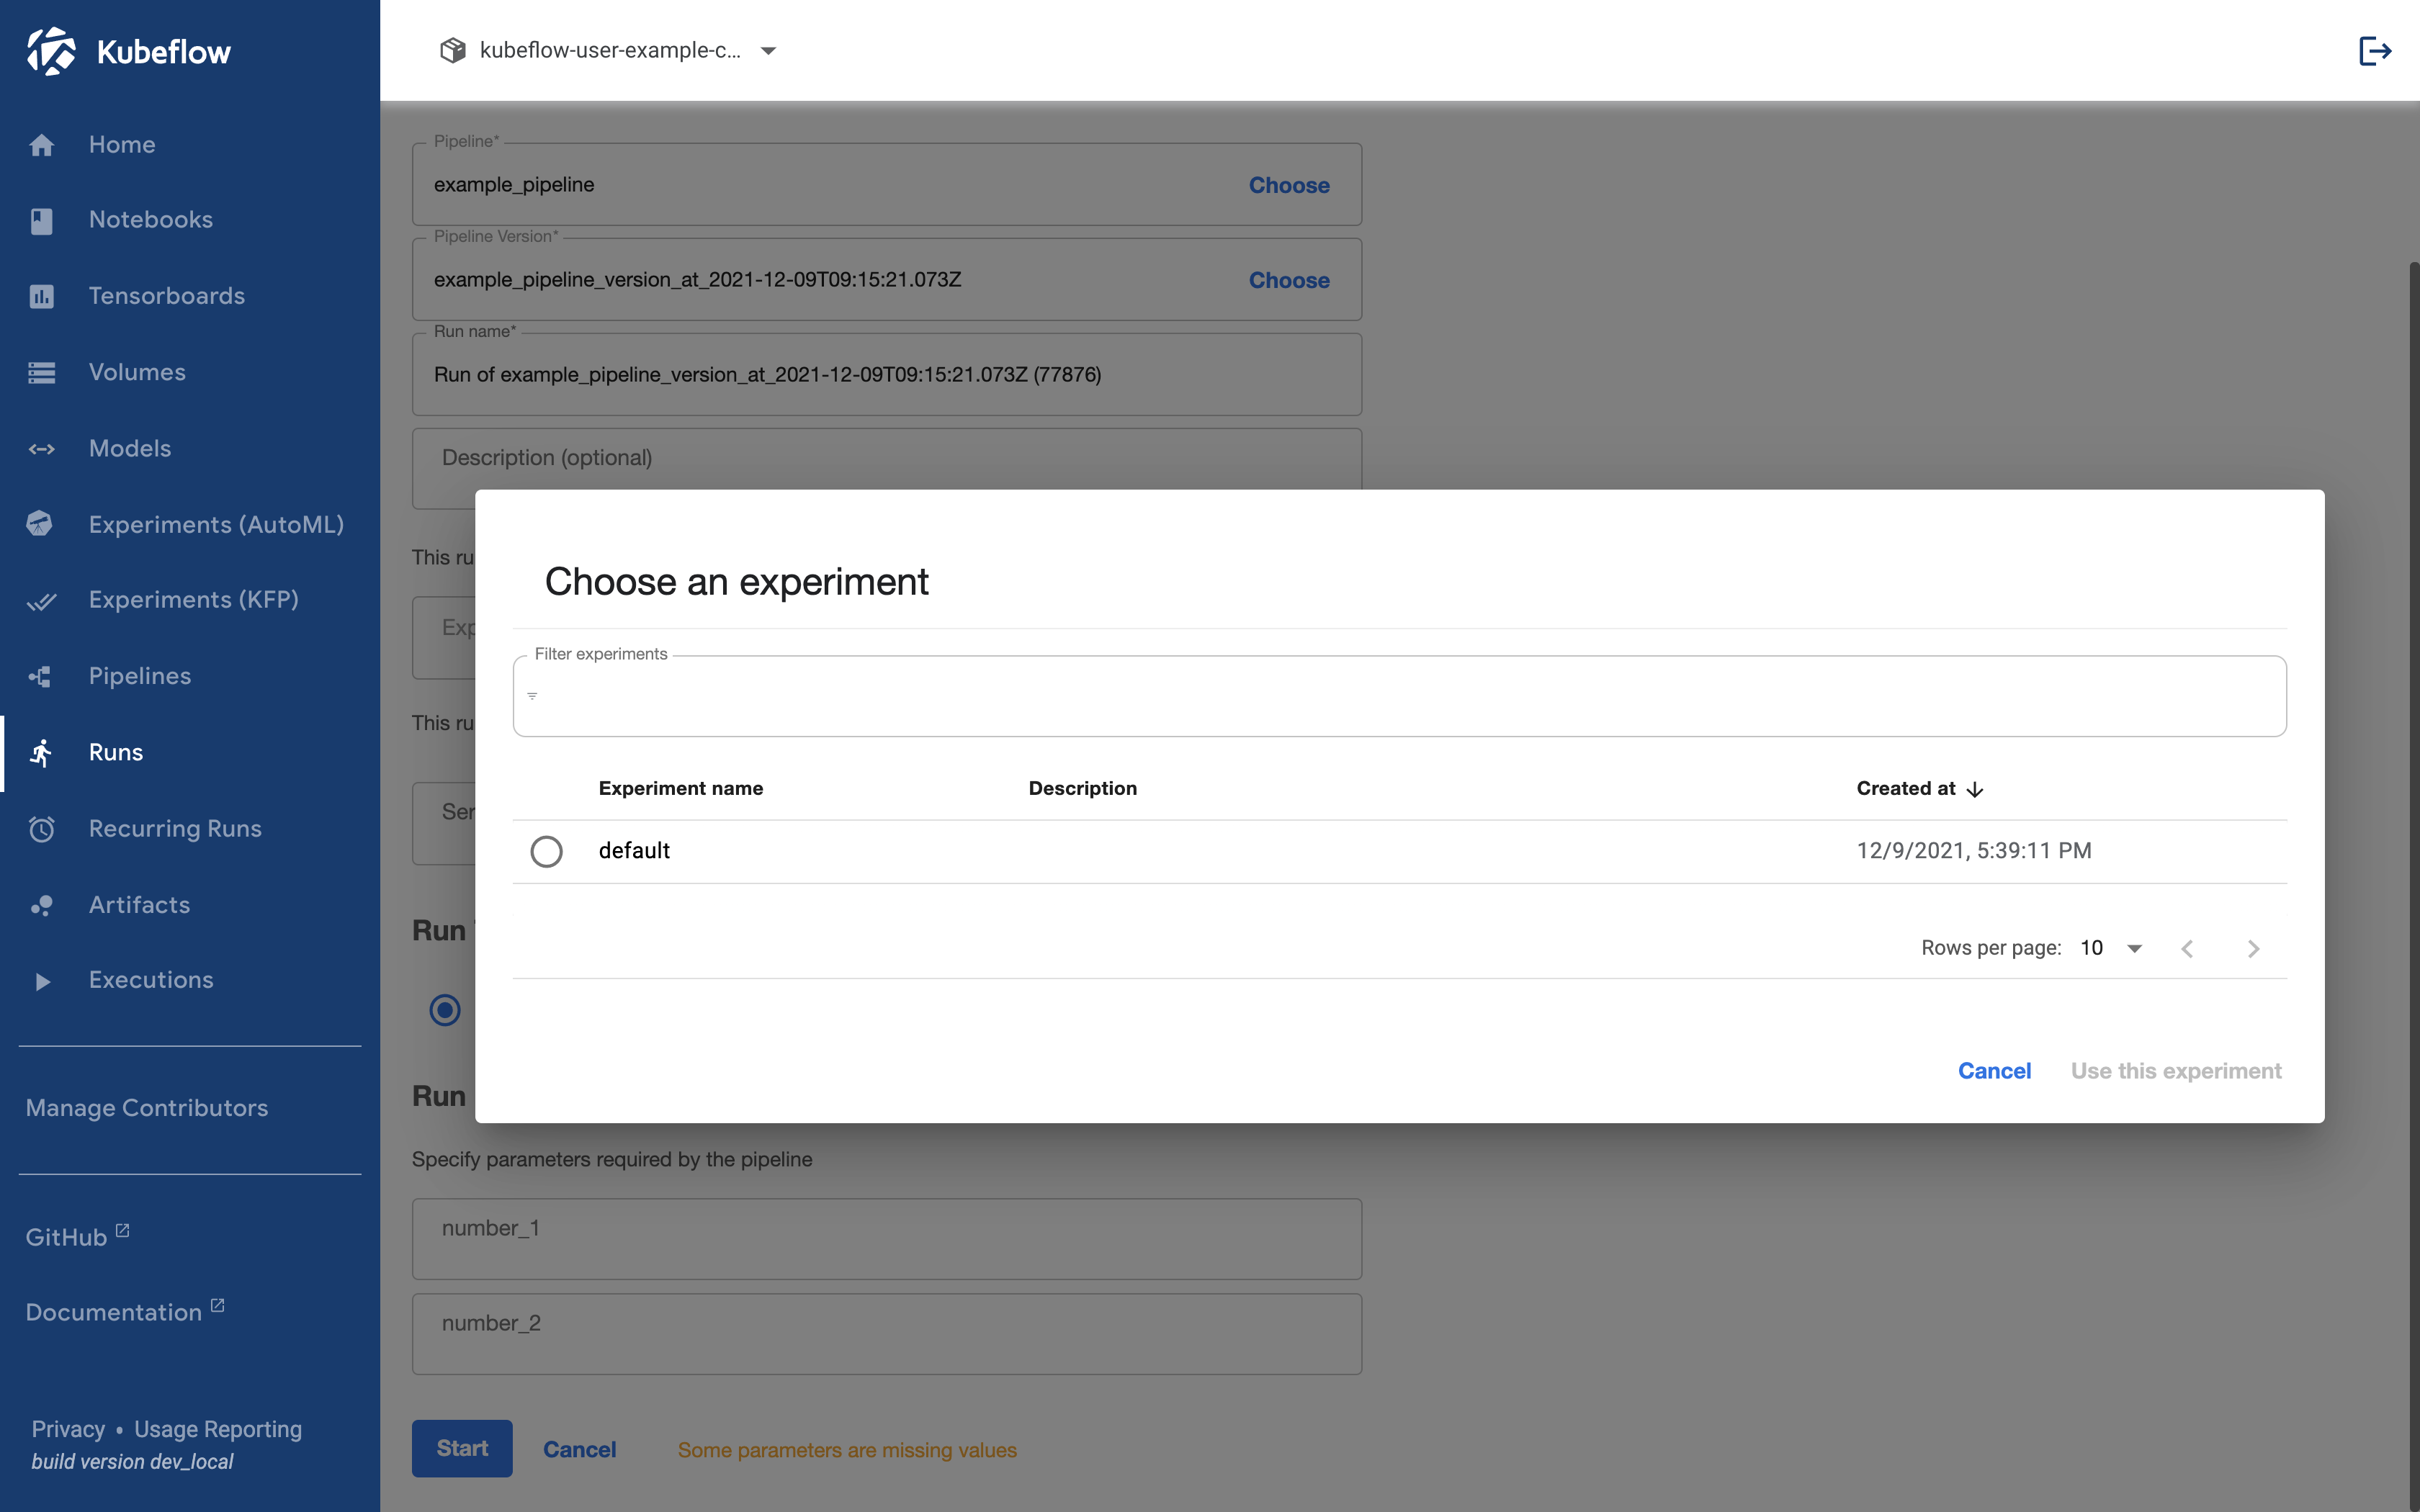 Kubeflow
kubeflow-user-example-c...
Home
Notebooks
Tensorboards
Volumes
Models
Experiments (AutoML)
Experiments (KFP)
Pipelines
Runs
Recurring Runs
Artifacts
Executions
Manage Contributors
GitHub
Documentation
Privacy • Usage Reporting
build version dev_local
Pipeline*
example_pipeline Choose
Pipeline Version*
example_pipeline_version_at_2021-12-09T09:15:21.073Z Choose
Run name*
Run of example_pipeline_version_at_2021-12-09T09:15:21.073Z (77876)
Description (optional)
This ru
Exp
This ru
Ser
Run
Run
Choose an experiment
Filter experiments
Experiment name Description Created at
default 12/9/2021, 5:39:11 PM
Rows per page: 10
Cancel Use this experiment
Specify parameters required by the pipeline
number_1
number_2
Start Cancel Some parameters are missing values